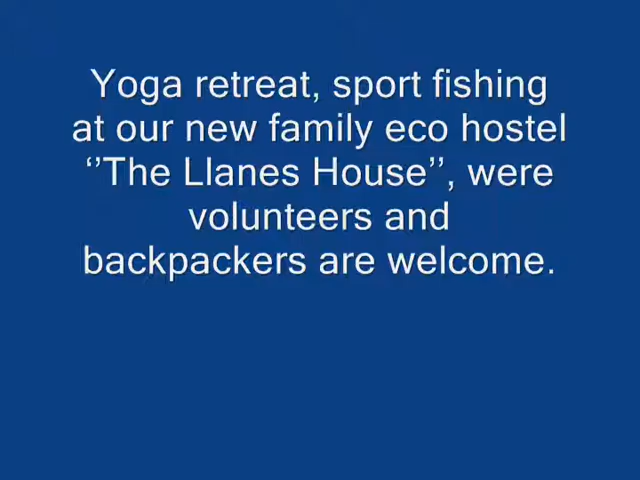 Yoga retreat, sport fishing
at our new family eco hostel
‘’The Llanes House’’, were
volunteers and
backpackers are welcome.